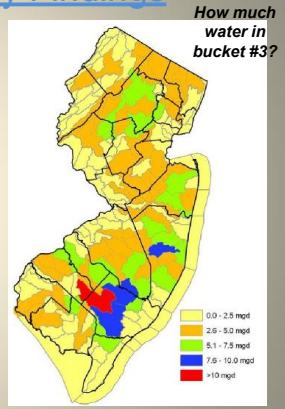 How much
water in
bucket #3?
0.0 - 2.5 mgd
2.6 - 5.0 mgd
5.1 - 7.5 mgd
7.6 - 10.0 mgd
>10 mgd